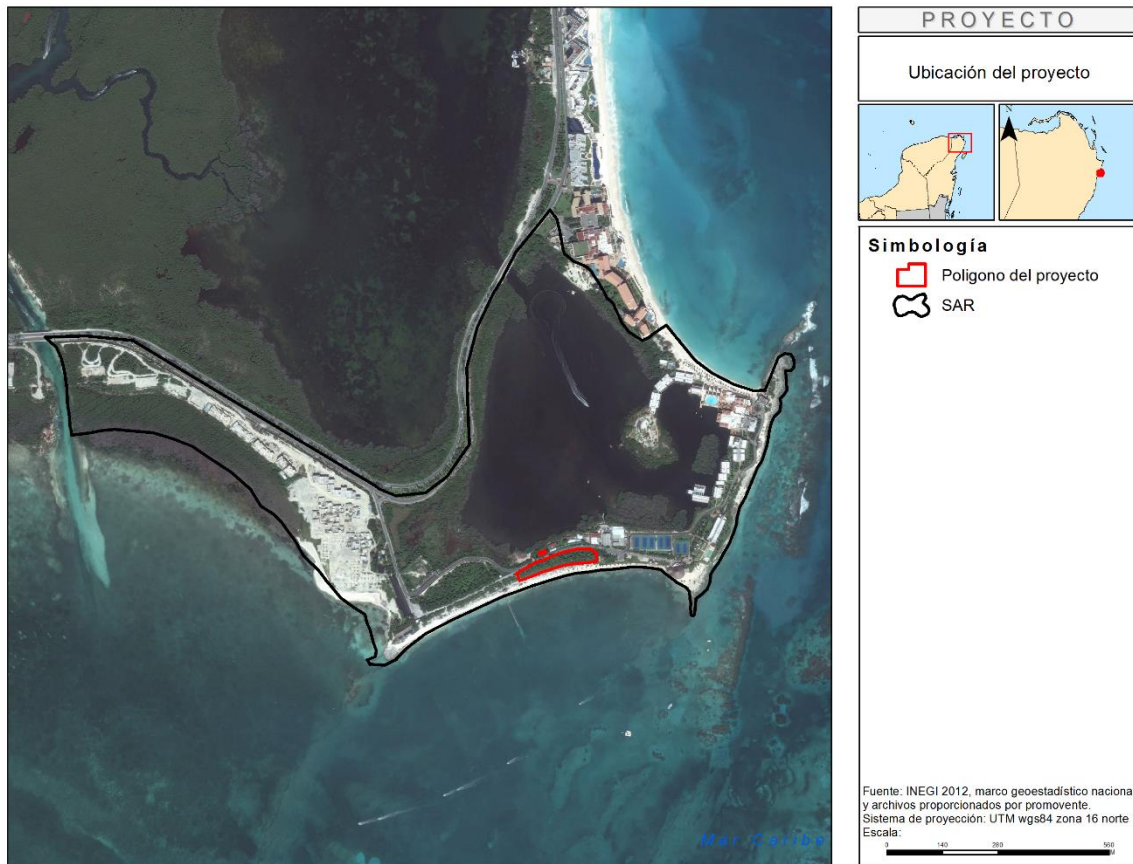 PROYECTO
Ubicación del proyecto
N
Simbología
Poligono del proyecto
SAR
Fuente: INEGI 2012, marco geoestadístico naciona
y archivos proporcionados por promovente.
Sistema de proyección: UTM wgs84 zona 16 norte
Escala:
0 140 280 560
M
Mar Caribe